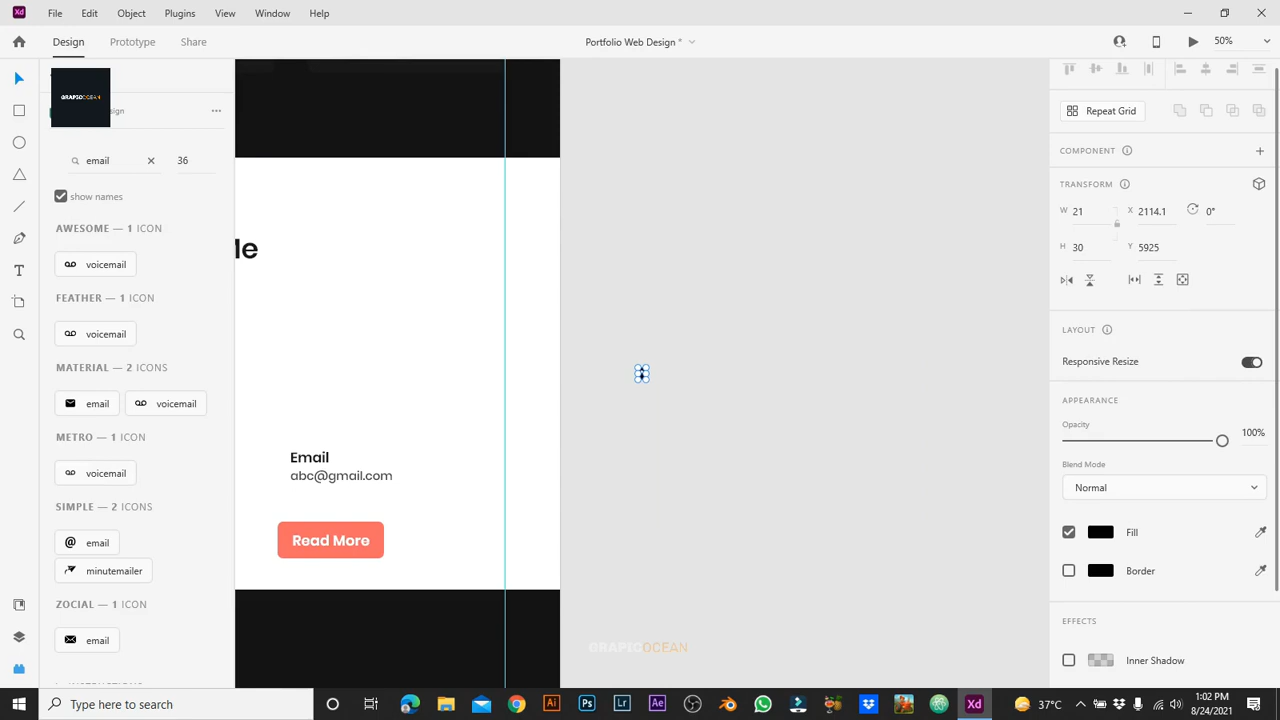 File Edit Object Plugins View Window Help
Design Prototype Share
Portfolio Web Design *
50%
GRAPICOCEAN
sign
email
36
show names
AWESOME — 1 ICON
voicemail
FEATHER — 1 ICON
voicemail
MATERIAL — 2 ICONS
email voicemail
METRO — 1 ICON
voicemail
SIMPLE — 2 ICONS
email
minutemailer
ZOCIAL — 1 ICON
email
Me
Email
abc@gmail.com
Read More
GRAPICOCEAN
Repeat Grid
COMPONENT
TRANSFORM
W 21 X 2114.1 0°
H 30 Y 5925
LAYOUT
Responsive Resize
APPEARANCE
Opacity
100%
Blend Mode
Normal
Fill
Border
EFFECTS
Inner Shadow
Type here to search
37°C
1:02 PM
8/24/2021